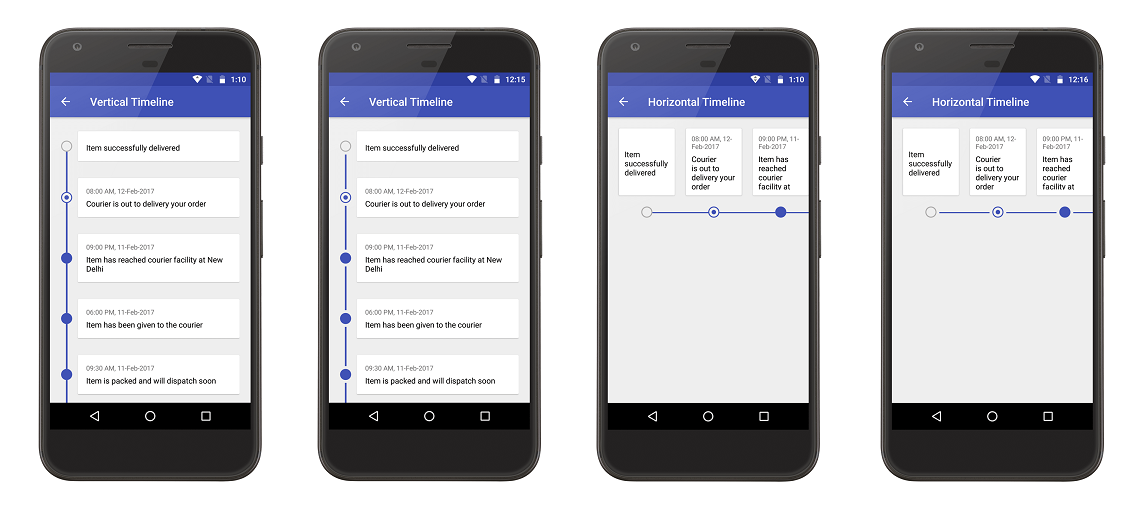 1:10
Vertical Timeline
Item successfully delivered
08:00 AM, 12-Feb-2017
Courier is out to delivery your order
09:00 PM, 11-Feb-2017
Item has reached courier facility at New
Delhi
06:00 PM, 11-Feb-2017
Item has been given to the courier
09:30 AM, 11-Feb-2017
Item is packed and will dispatch soon
12:15
Vertical Timeline
Item successfully delivered
08:00 AM, 12-Feb-2017
Courier is out to delivery your order
09:00 PM, 11-Feb-2017
Item has reached courier facility at New
Delhi
06:00 PM, 11-Feb-2017
Item has been given to the courier
09:30 AM, 11-Feb-2017
Item is packed and will dispatch soon
1:10
Horizontal Timeline
Item
successfully
delivered
08:00 AM, 12-
Feb-2017
Courier
is out to
delivery your
order
09:00 PM, 11-
Feb-2017
Item has
reached
courier
facility at
12:16
Horizontal Timeline
Item
successfully
delivered
08:00 AM, 12-
Feb-2017
Courier
is out to
delivery your
order
09:00 PM, 11-
Feb-2017
Item has
reached
courier
facility at